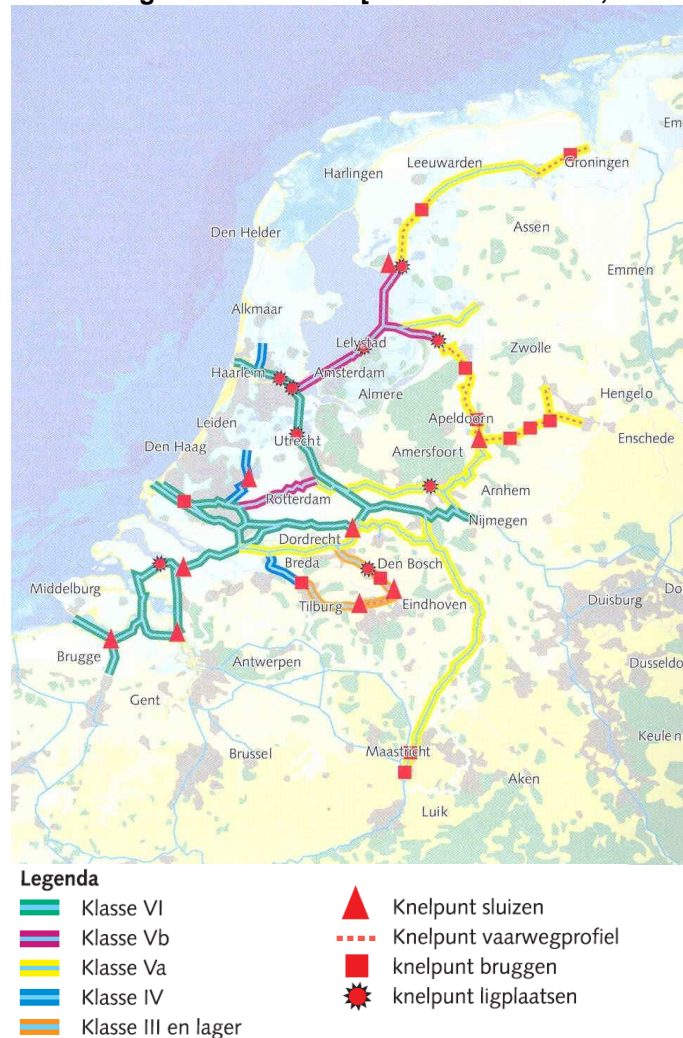 Em
Leeuwarden
Groningen
Harlingen
Assen
Den Helder
Emmen
Alkmaar
Lelystad
Zwolle
Haarlem
Amsterdam
Almere
Hengelo
Leiden
Apeldoorn
Utrecht
Enschede
Den Haag
Amersfoort
Rotterdam
Arnhem
Nijmegen
Dordrecht
Breda
Den Bosch
Middelburg
Tilburg
Eindhoven
Duisburg
Brugge
Antwerpen
Dusseldo
Gent
Keulen
Brussel
Maastricht
Aken
Luik
Legenda
Klasse VI
Klasse Vb
Klasse Va
Klasse IV
Klasse III en lager
Knelpunt sluizen
Knelpunt vaarwegprofiel
knelpunt bruggen
knelpunt ligplaatsen